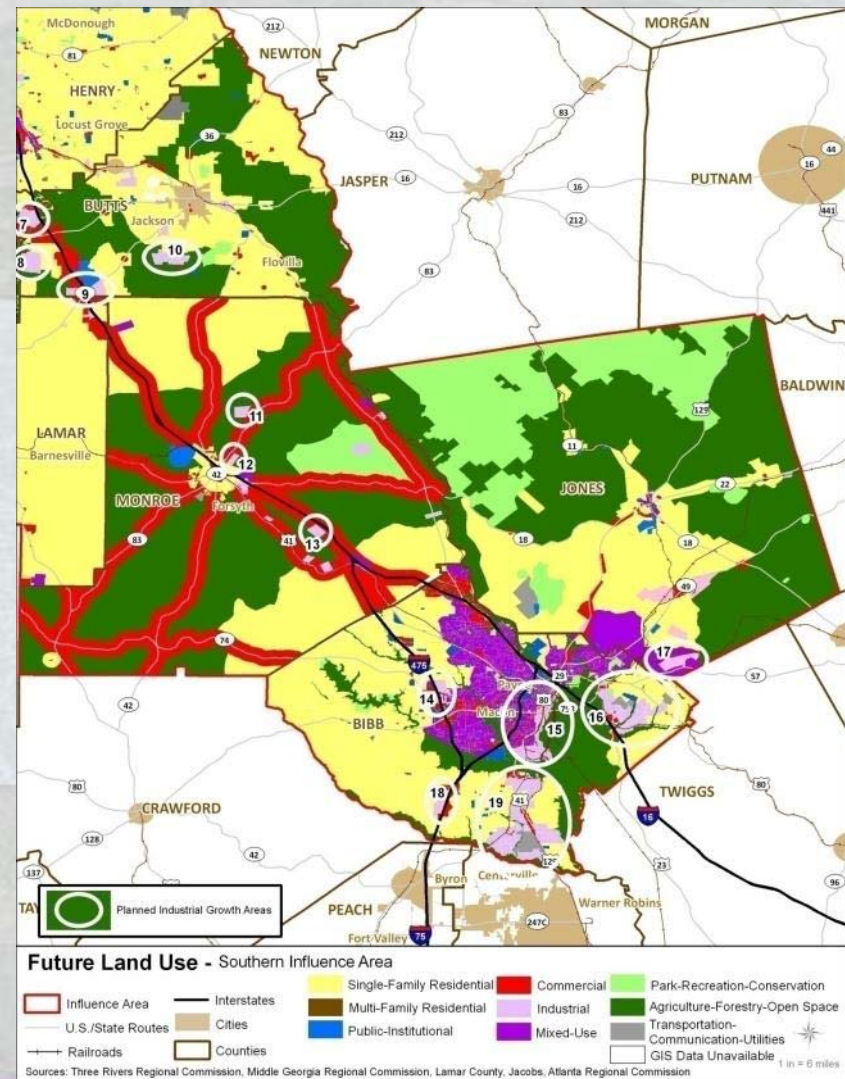 McDonough
212
MORGAN
NEWTON
81
HENRY
83
Locust Grove
212
44
36
16
JASPER
16
PUTNAM
16
BUTTS
441
Jackson
212
7
10
8
Flovilla
83
9
BALDWIN
129
11
11
LAMAR
Barnesville
12
22
42
JONES
MONROE
Forsyth
18
83
41
13
18
49
74
17
475
57
42
29
14
80
16
Macon
15
BIBB
80
18
TWIGGS
19
80
41
CRAWFORD
16
128
42
23
129
137
Byron
Centerville
96
Planned Industrial Growth Areas
PEACH
Warner Robins
247C
Fort Valley
75
Future Land Use - Southern Influence Area
Influence Area
U.S./State Routes
Railroads
Interstates
Cities
Counties
Single-Family Residential
Multi-Family Residential
Public-Institutional
Commercial
Industrial
Mixed-Use
Park-Recreation-Conservation
Agriculture-Forestry-Open Space
Transportation-
Communication-Utilities
GIS Data Unavailable
1 in = 6 miles
Sources: Three Rivers Regional Commission, Middle Georgia Regional Commission, Lamar County, Jacobs, Atlanta Regional Commission